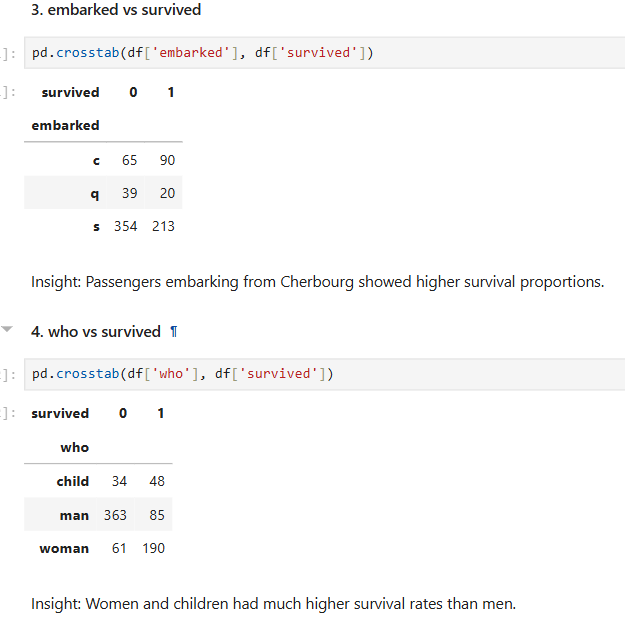 3. embarked vs survived
]: pd.crosstab(df['embarked'], df['survived'])
]: survived 0 1
embarked
c 65 90
q 39 20
s 354 213
Insight: Passengers embarking from Cherbourg showed higher survival proportions.
4. who vs survived ¶
]: pd.crosstab(df['who'], df['survived'])
]: survived 0 1
who
child 34 48
man 363 85
woman 61 190
Insight: Women and children had much higher survival rates than men.